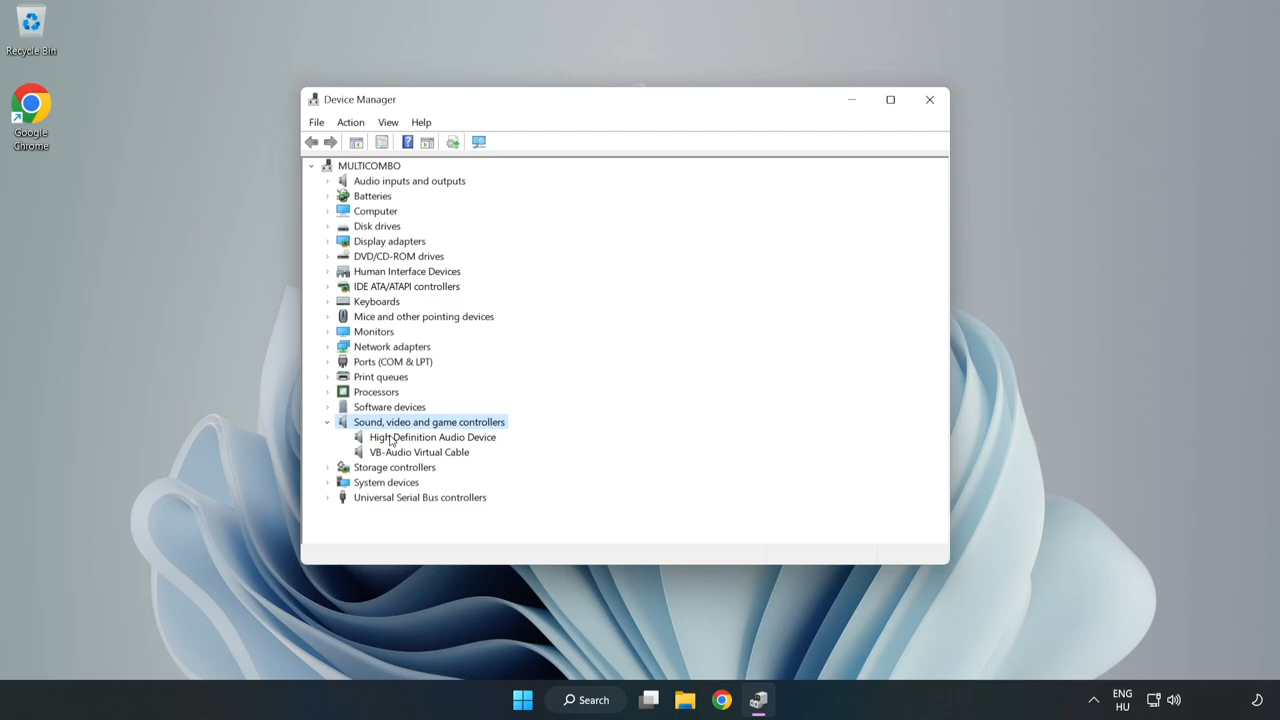 Recycle Bin
Google
Chrome
Device Manager
File Action View Help
MULTICOMBO
Audio inputs and outputs
Batteries
Computer
Disk drives
Display adapters
DVD/CD-ROM drives
Human Interface Devices
IDE ATA/ATAPI controllers
Keyboards
Mice and other pointing devices
Monitors
Network adapters
Ports (COM & LPT)
Print queues
Processors
Software devices
Sound, video and game controllers
High Definition Audio Device
VB-Audio Virtual Cable
Storage controllers
System devices
Universal Serial Bus controllers
Search
ENG
HU